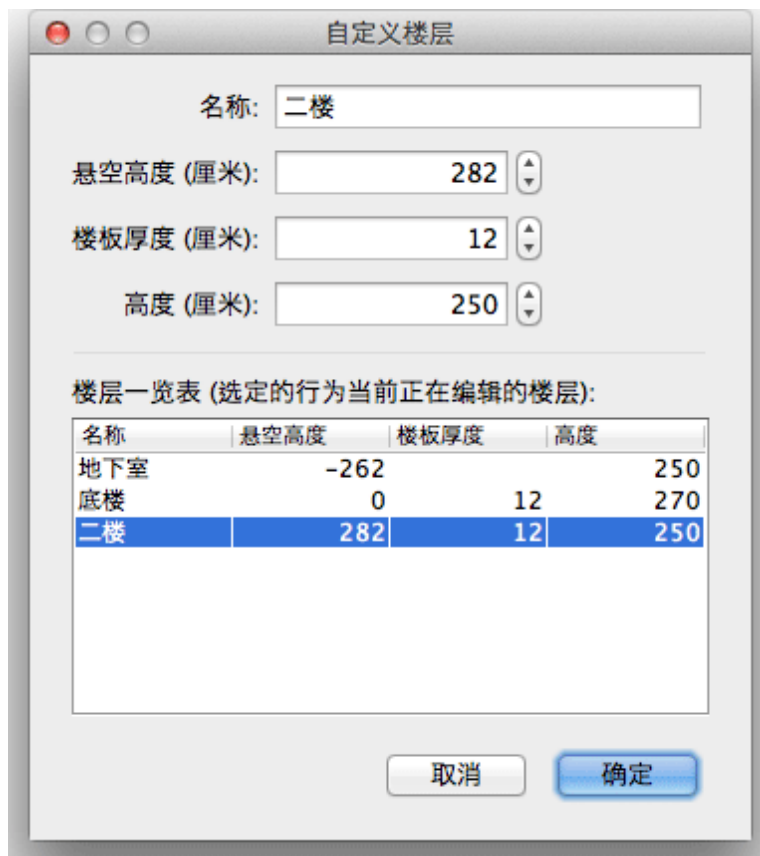 自定义楼层
名称: 二楼
悬空高度 (厘米): 282
楼板厚度 (厘米): 12
高度 (厘米): 250
楼层一览表 (选定的行为当前正在编辑的楼层):
名称 悬空高度 楼板厚度 高度
地下室 -262 250
底楼 0 12 270
二楼 282 12 250
取消 确定